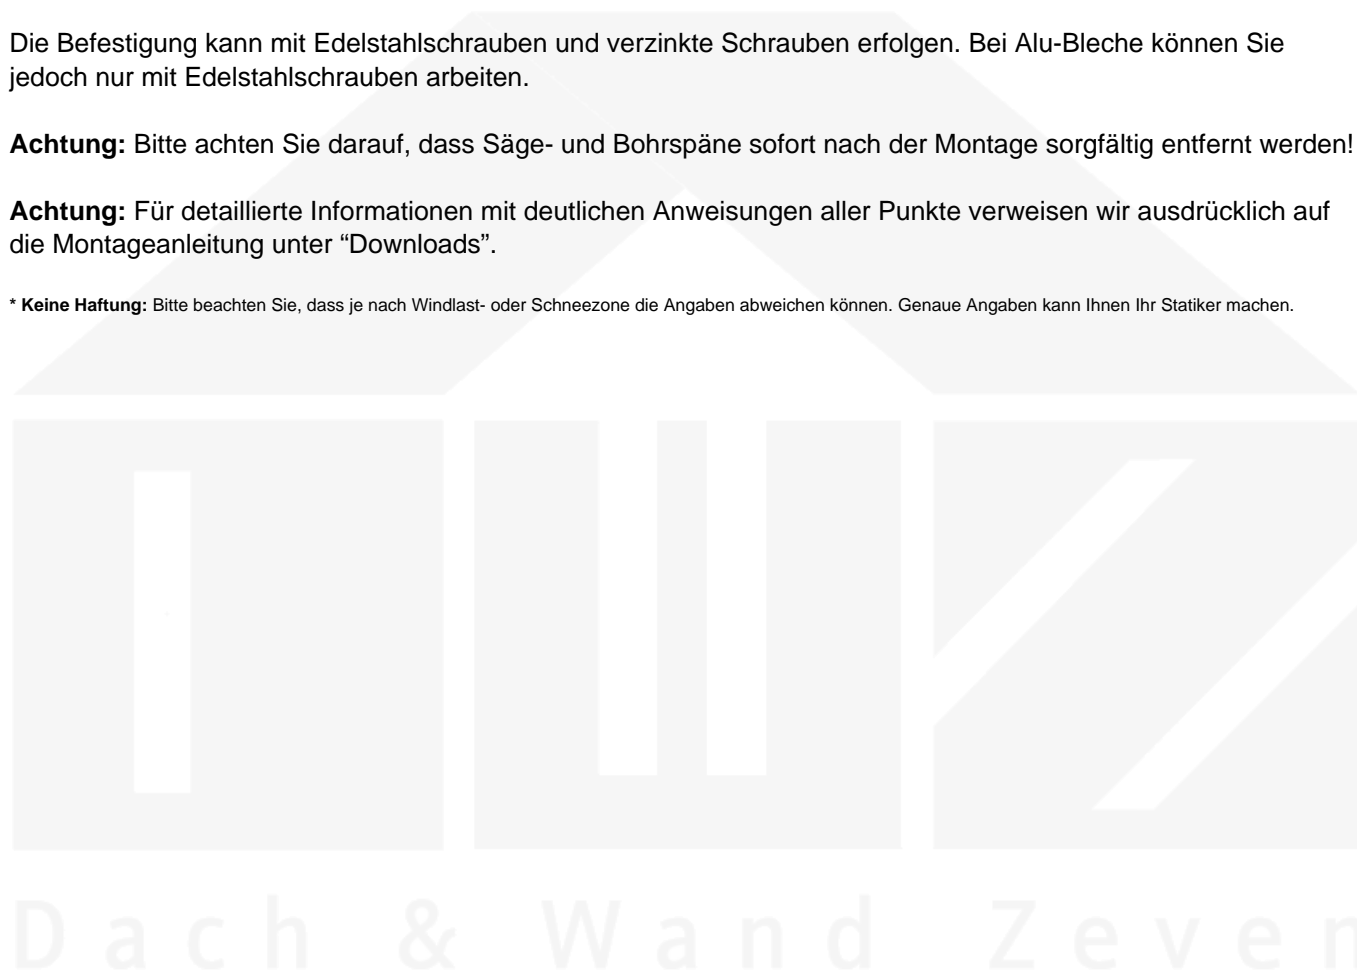 Die Befestigung kann mit Edelstahlschrauben und verzinkte Schrauben erfolgen. Bei Alu-Bleche können Sie
jedoch nur mit Edelstahlschrauben arbeiten.
Achtung: Bitte achten Sie darauf, dass Säge- und Bohrspäne sofort nach der Montage sorgfältig entfernt werden!
Achtung: Für detaillierte Informationen mit deutlichen Anweisungen aller Punkte verweisen wir ausdrücklich auf
die Montageanleitung unter “Downloads”.
* Keine Haftung: Bitte beachten Sie, dass je nach Windlast- oder Schneezone die Angaben abweichen können. Genaue Angaben kann Ihnen Ihr Statiker machen.
Dach & Wand Zeven